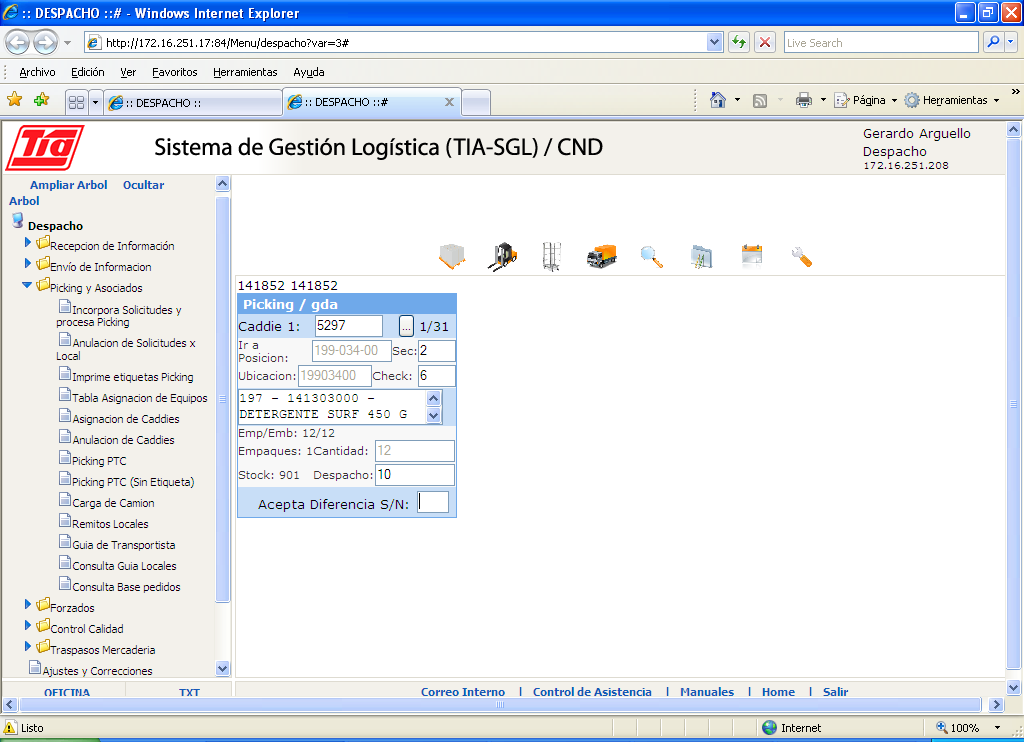 :: DESPACHO ::# - Windows Internet Explorer
http://172.16.251.17:84/Menu/despacho?var=3#
Live Search
Archivo Edición Ver Favoritos Herramientas Ayuda
:: DESPACHO :: :: DESPACHO ::# Página Herramientas
Tia
Sistema de Gestión Logística (TIA-SGL) / CND
Gerardo Arguello
Despacho
172.16.251.208
Ampliar Arbol Ocultar
Arbol
Despacho
Recepcion de Información
Envío de Informacion
Picking y Asociados
Incorpora Solicitudes y
procesa Picking
Anulacion de Solicitudes x
Local
Imprime etiquetas Picking
Tabla Asignacion de Equipos
Asignacion de Caddies
Anulacion de Caddies
Picking PTC
Picking PTC (Sin Etiqueta)
Carga de Camion
Remitos Locales
Guia de Transportista
Consulta Guia Locales
Consulta Base pedidos
Forzados
Control Calidad
Traspasos Mercaderia
Ajustes y Correcciones
OFICINA TXT
141852 141852
Picking / gda
Caddie 1: 5297 ... 1/31
Ir a
Posicion: 199-034-00 Sec: 2
Ubicacion: 19903400 Check: 6
197 - 141303000 -
DETERGENTE SURF 450 G
Emp/Emb: 12/12
Empaques: 1 Cantidad: 12
Stock: 901 Despacho: 10
Acepta Diferencia S/N:
Correo Interno | Control de Asistencia | Manuales | Home | Salir
Listo Internet 100%